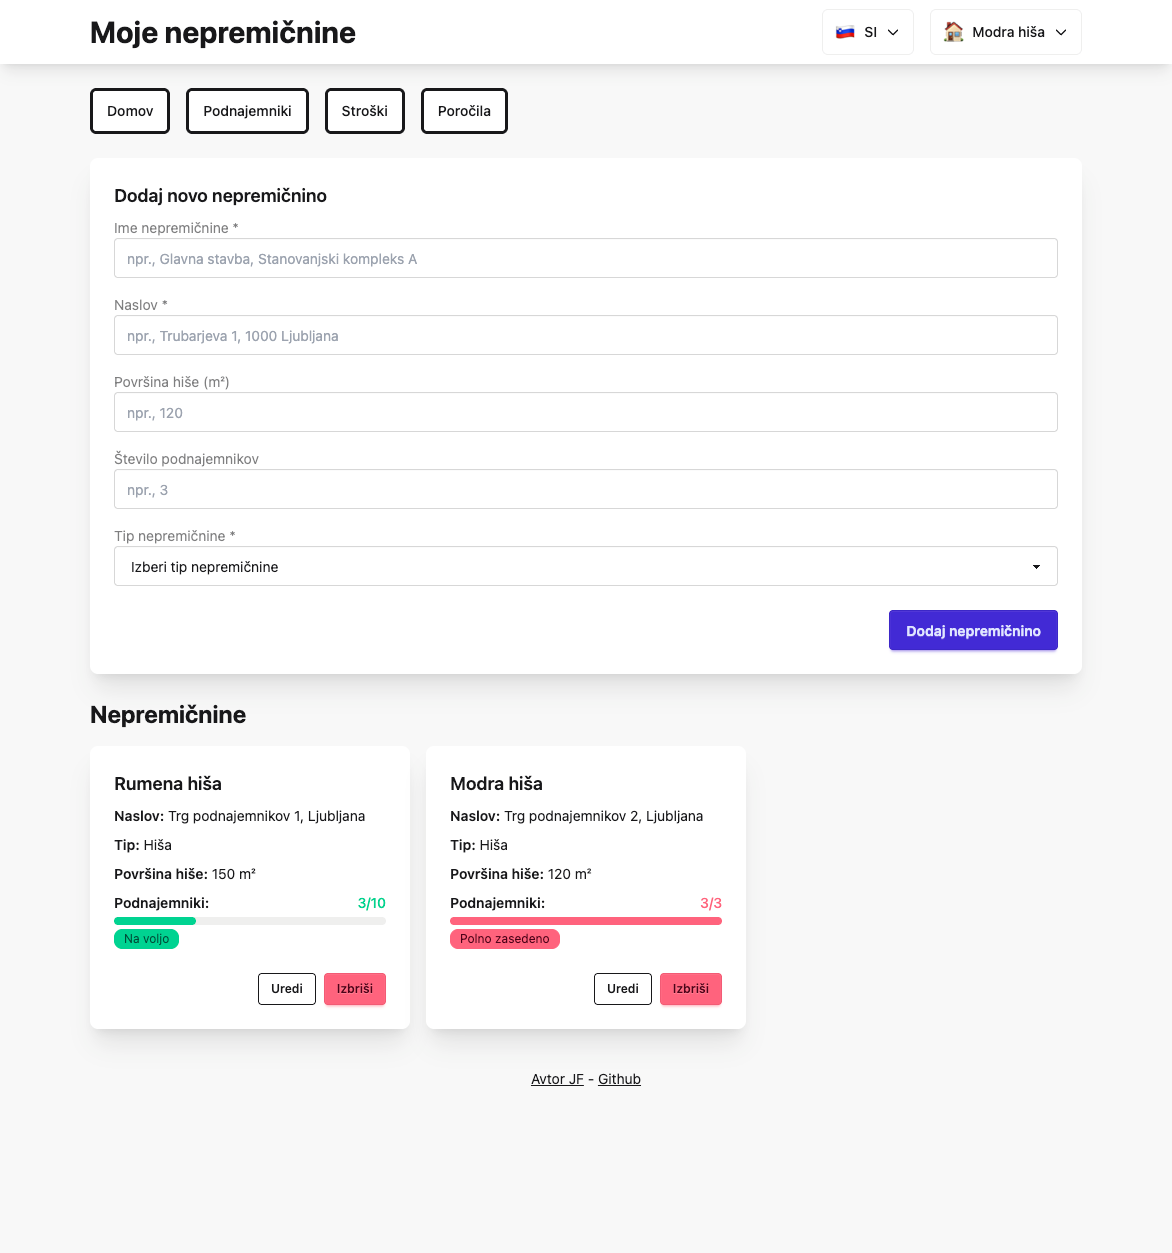 Moje nepremičnine
SI
Modra hiša
Domov
Podnajemniki
Stroški
Poročila
Dodaj novo nepremičnino
Ime nepremičnine *
npr., Glavna stavba, Stanovanjski kompleks A
Naslov *
npr., Trubarjeva 1, 1000 Ljubljana
Površina hiše (m²)
npr., 120
Število podnajemnikov
npr., 3
Tip nepremičnine *
Izberi tip nepremičnine
Dodaj nepremičnino
Nepremičnine
Rumena hiša
Naslov: Trg podnajemnikov 1, Ljubljana
Tip: Hiša
Površina hiše: 150 m²
Podnajemniki: 3/10
Na voljo
Uredi Izbriši
Modra hiša
Naslov: Trg podnajemnikov 2, Ljubljana
Tip: Hiša
Površina hiše: 120 m²
Podnajemniki: 3/3
Polno zasedeno
Uredi Izbriši
Avtor JF - Github